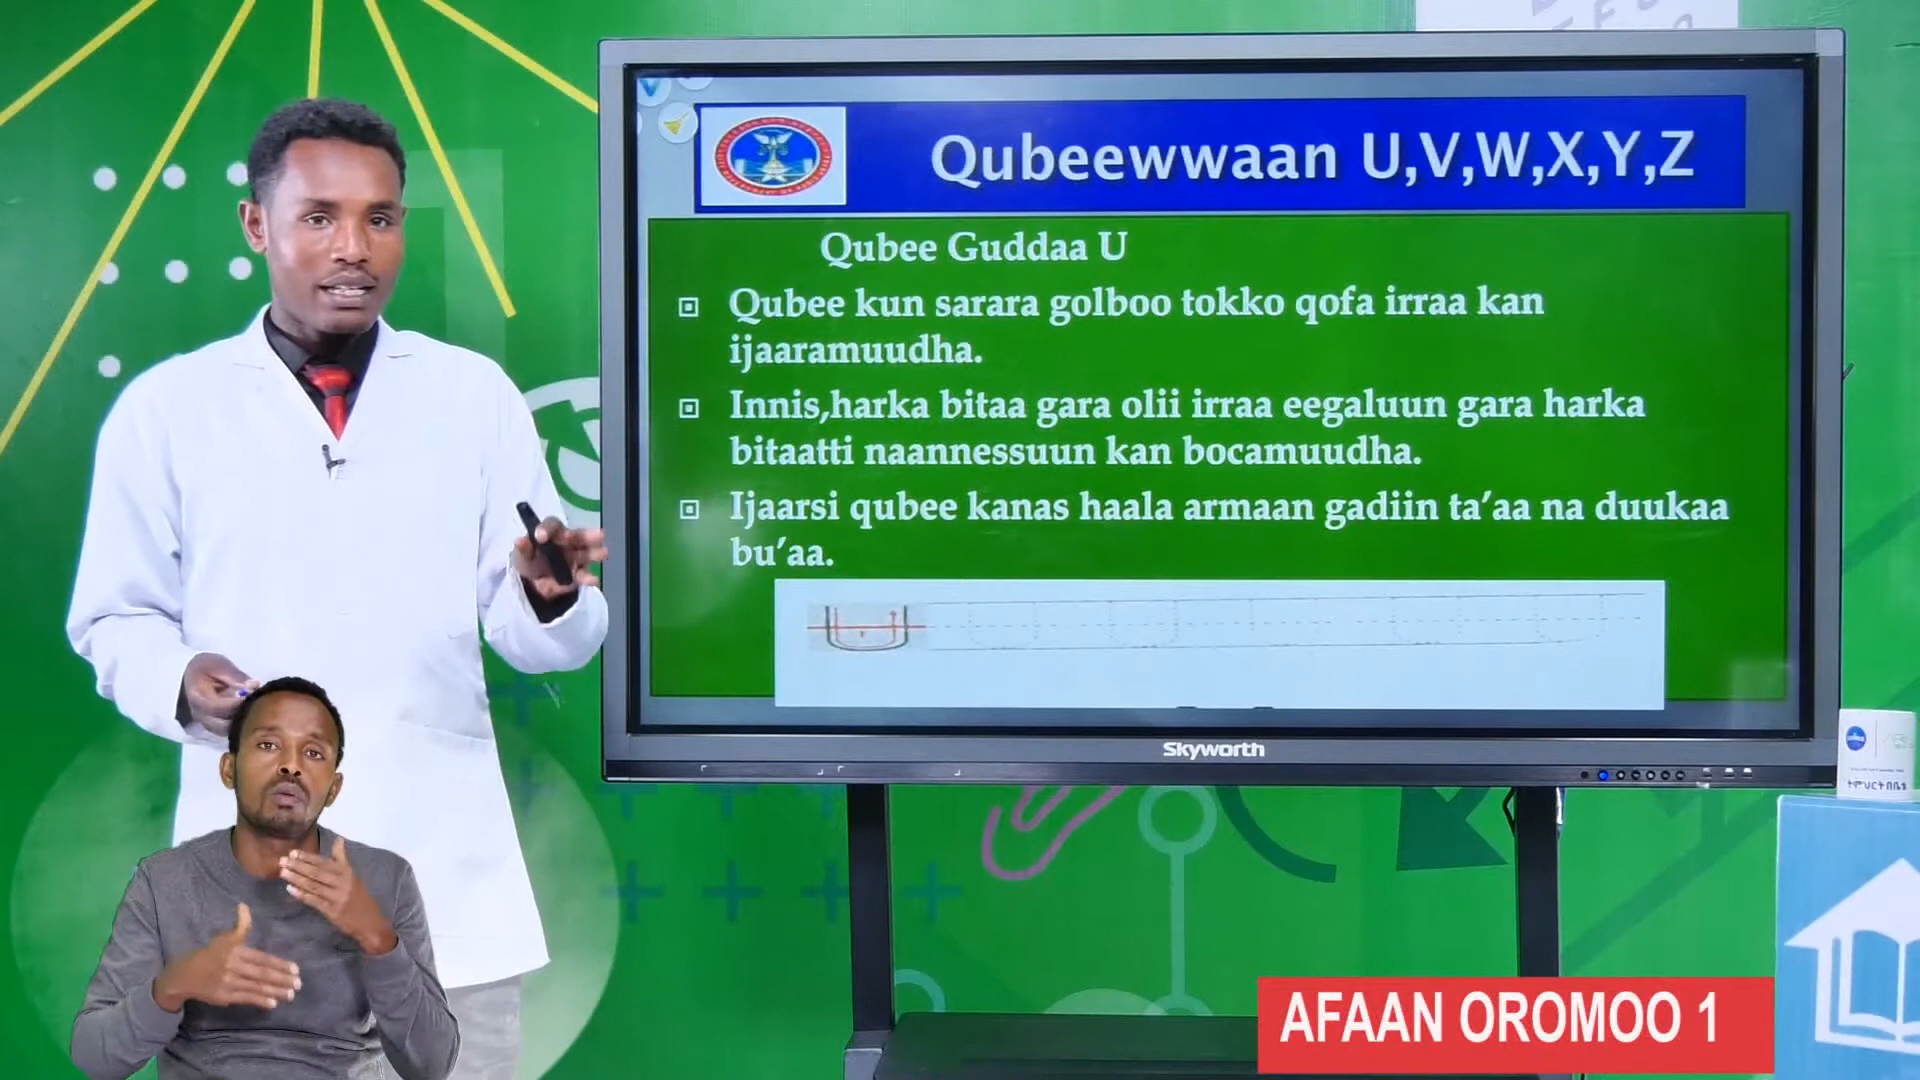 Qubeewwaan U,V,W,X,Y,Z
Qubee Guddaa U
Qubee kun sarara golboo tokko qofa irraa kan
ijaaramuudha.
Innis,harka bitaa gara olii irraa eegaluun gara harka
bitaatti naannessuun kan bocamuudha.
Ijaarsi qubee kanas haala armaan gadiin ta’aa na duukaa
bu’aa.
Skyworth
AFAAN OROMOO 1